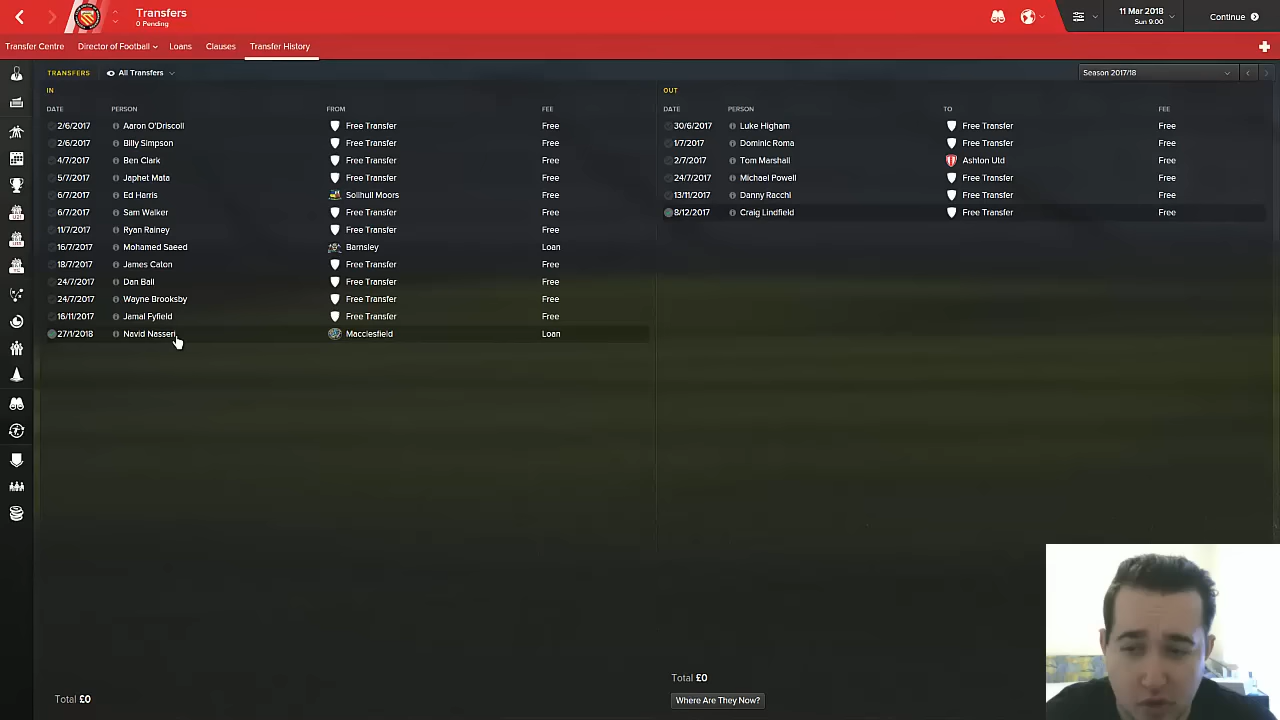 Transfers
0 Pending
11 Mar 2018
Sun 9:00
Continue
Transfer Centre Director of Football Loans Clauses Transfer History
TRANSFERS All Transfers Season 2017/18
IN
DATE PERSON FROM FEE
2/6/2017 Aaron O'Driscoll Free Transfer Free
2/6/2017 Billy Simpson Free Transfer Free
4/7/2017 Ben Clark Free Transfer Free
5/7/2017 Japhet Mata Free Transfer Free
6/7/2017 Ed Harris Solihull Moors Free
6/7/2017 Sam Walker Free Transfer Free
11/7/2017 Ryan Rainey Free Transfer Free
16/7/2017 Mohamed Saeed Barnsley Loan
18/7/2017 James Caton Free Transfer Free
24/7/2017 Dan Ball Free Transfer Free
24/7/2017 Wayne Brooksby Free Transfer Free
16/11/2017 Jamal Fyfield Free Transfer Free
27/1/2018 Navid Nasseri Macclesfield Loan
Total £0
OUT
DATE PERSON TO FEE
30/6/2017 Luke Higham Free Transfer Free
1/7/2017 Dominic Roma Free Transfer Free
2/7/2017 Tom Marshall Ashton Utd Free
24/7/2017 Michael Powell Free Transfer Free
13/11/2017 Danny Racchi Free Transfer Free
8/12/2017 Craig Lindfield Free Transfer Free
Total £0
Where Are They Now?